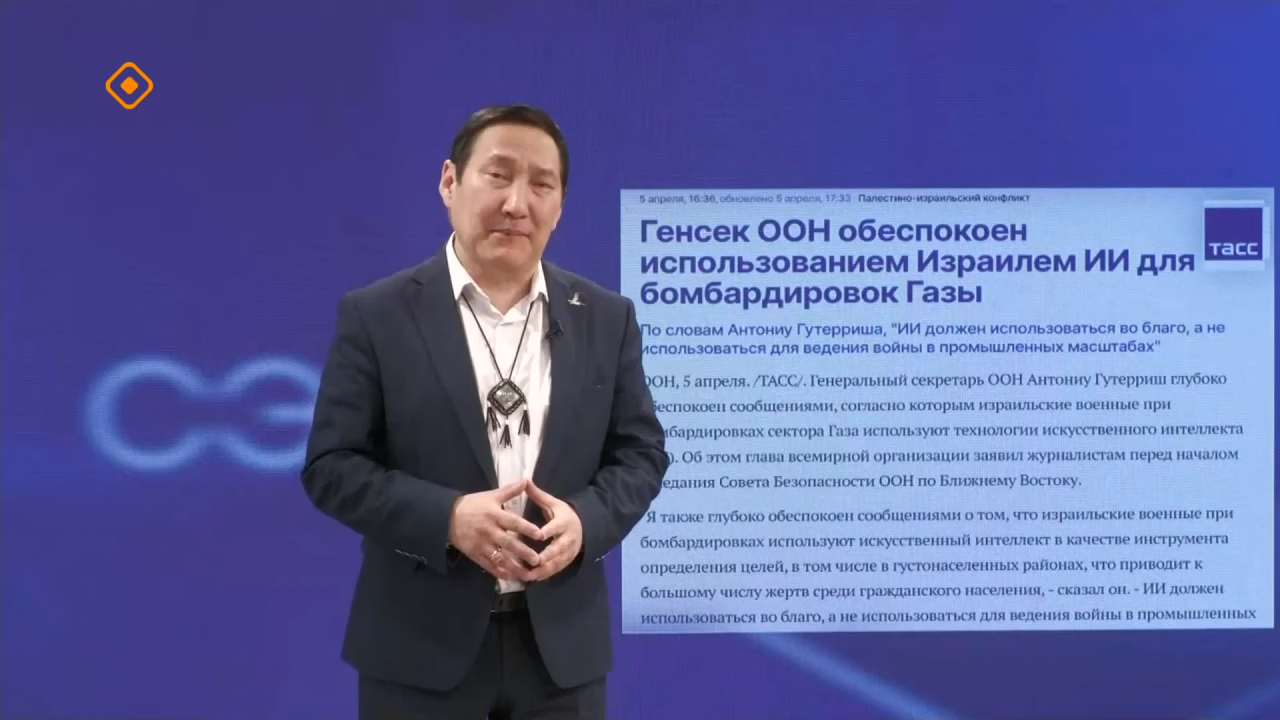 5 апреля, 16:36, обновлено 5 апреля, 17:33 Палестино-израильский конфликт
Генсек ООН обеспокоен
использованием Израилем ИИ для
бомбардировок Газы
тасс
По словам Антониу Гутерриша, "ИИ должен использоваться во благо, а не
использоваться для ведения войны в промышленных масштабах"
ООН, 5 апреля. /ТАСС/. Генеральный секретарь ООН Антониу Гутерриш глубоко
обеспокоен сообщениями, согласно которым израильские военные при
бомбардировках сектора Газа используют технологии искусственного интеллекта
). Об этом глава всемирной организации заявил журналистам перед началом
едания Совета Безопасности ООН по Ближнему Востоку.
Я также глубоко обеспокоен сообщениями о том, что израильские военные при
бомбардировках используют искусственный интеллект в качестве инструмента
определения целей, в том числе в густонаселенных районах, что приводит к
большому числу жертв среди гражданского населения, - сказал он. - ИИ должен
использоваться во благо, а не использоваться для ведения войны в промышленных
СЭ